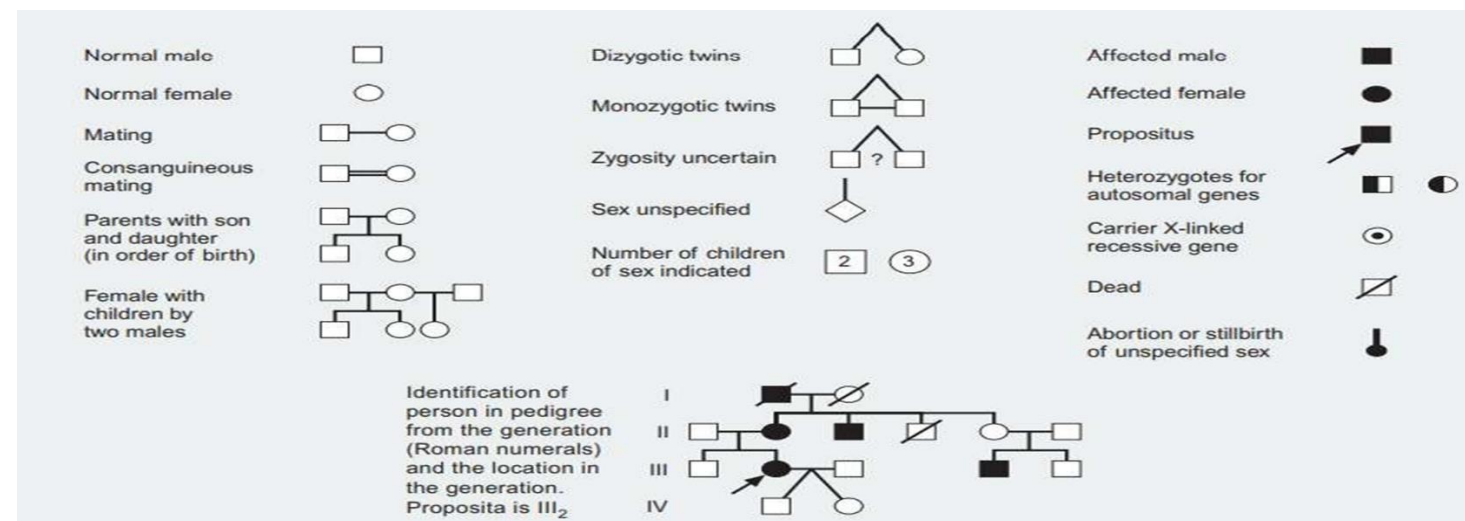 Normal male
Normal female
Mating
Consanguineous
mating
Parents with son
and daughter
(in order of birth)
Female with
children by
two males
Dizygotic twins
Monozygotic twins
Zygosity uncertain
?
Sex unspecified
Number of children
of sex indicated
2
3
Affected male
Affected female
Propositus
Heterozygotes for
autosomal genes
Carrier X-linked
recessive gene
Dead
Abortion or stillbirth
of unspecified sex
Identification of
person in pedigree
from the generation
(Roman numerals)
and the location in
the generation.
Proposita is III₂
I
II
III
IV